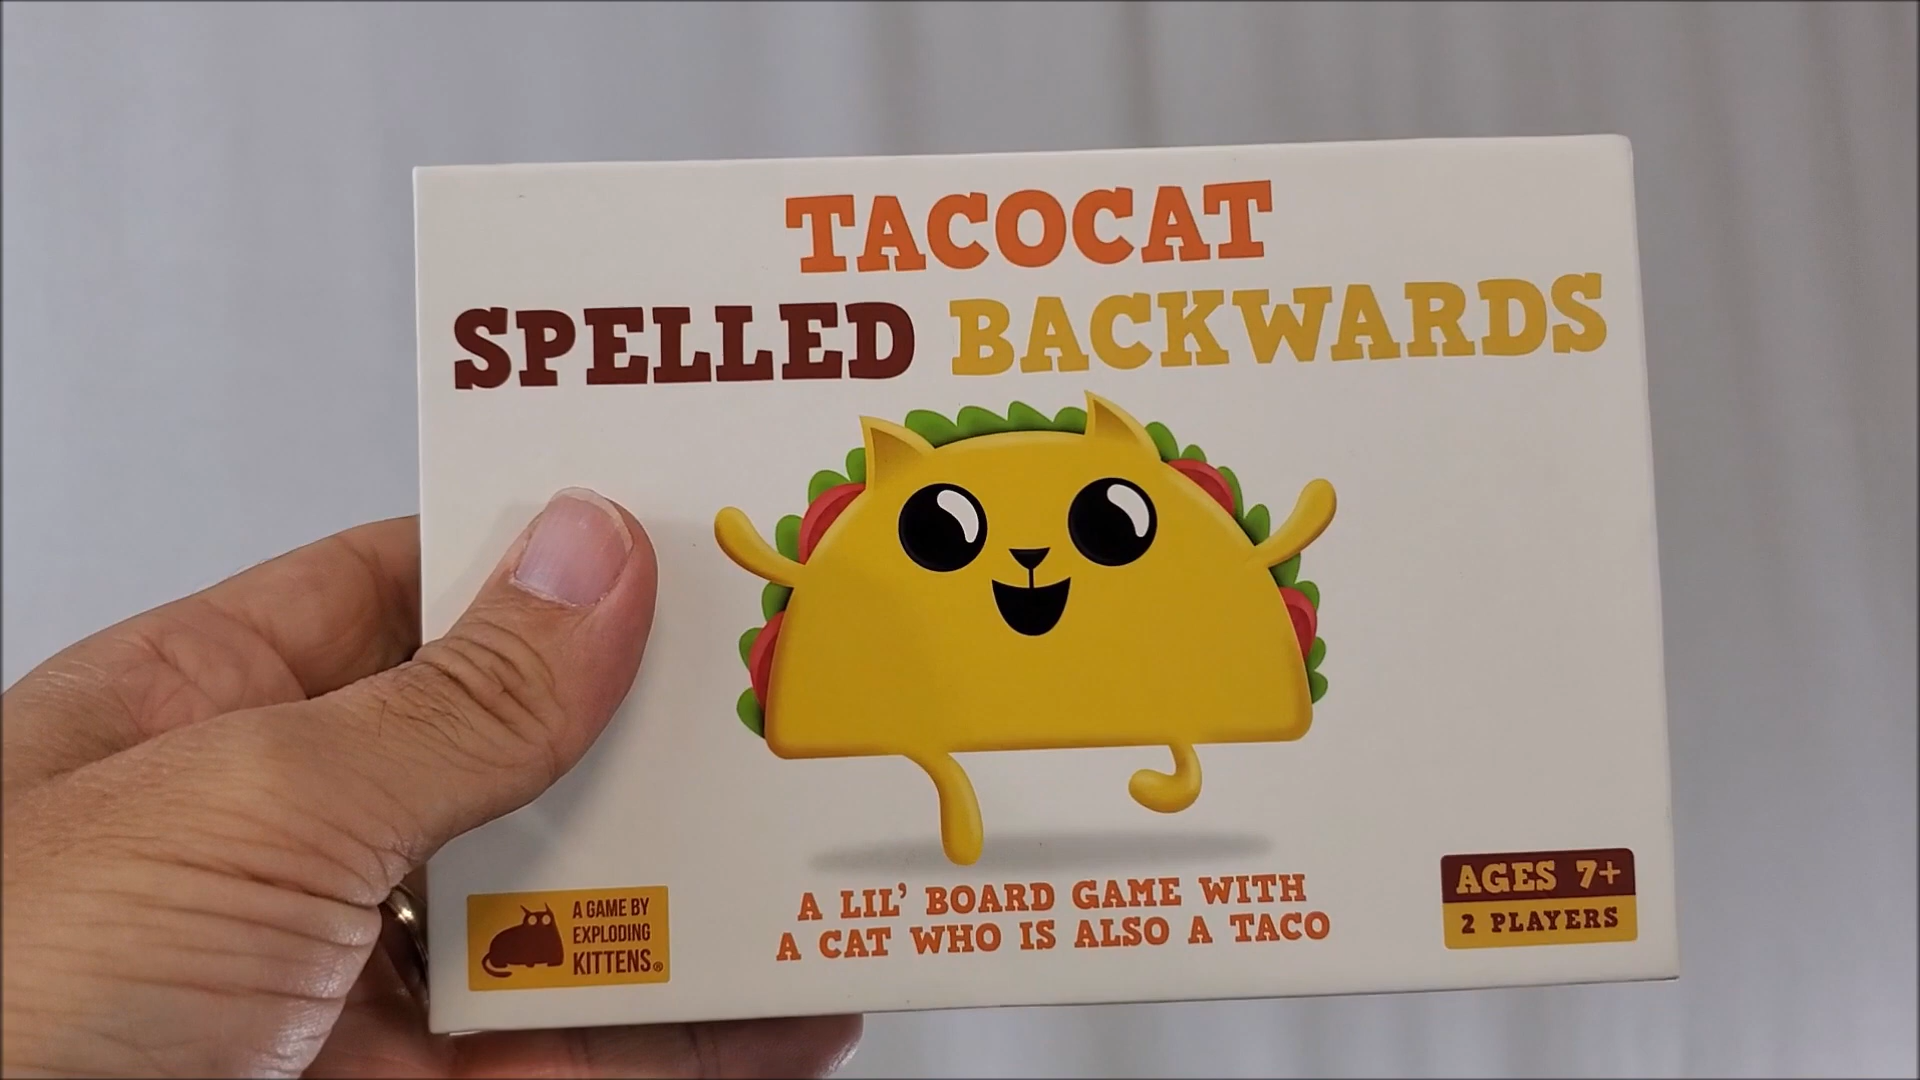 TACOCAT
SPELLED BACKWARDS
A LIL' BOARD GAME WITH
A CAT WHO IS ALSO A TACO
A GAME BY
EXPLODING
KITTENS®
AGES 7+
2 PLAYERS